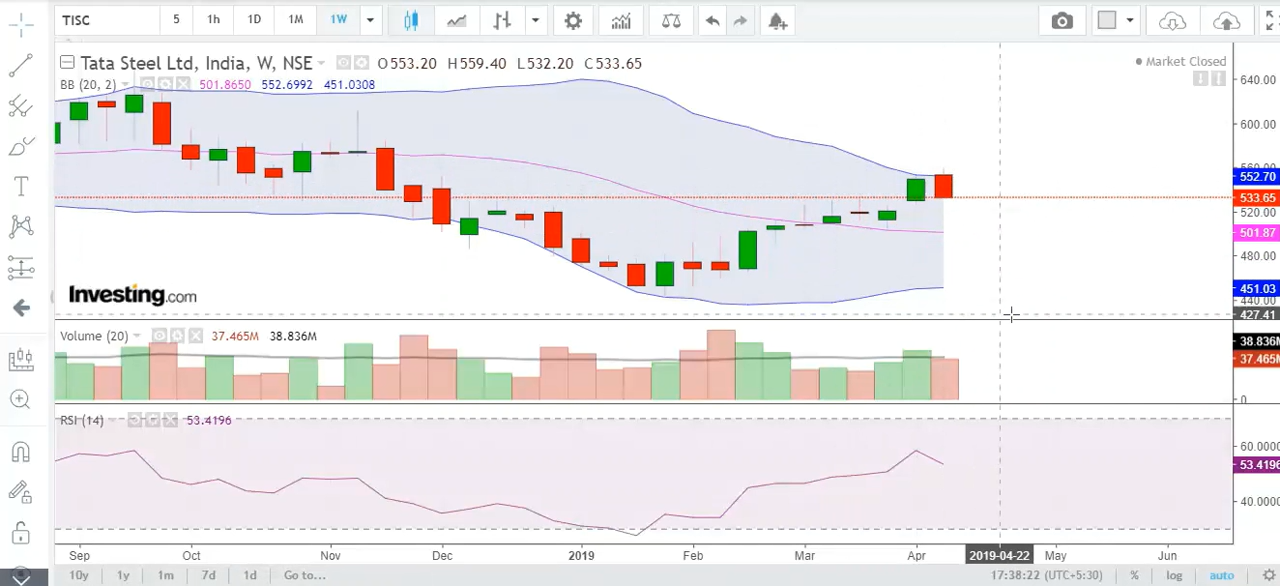 TISC 5 1h 1D 1M 1W
Tata Steel Ltd, India, W, NSE O553.20 H559.40 L532.20 C533.65
Market Closed
BB (20, 2) 501.8650 552.6992 451.0308
640.00
600.00
560.00
552.70
533.65
520.00
501.87
480.00
451.03
440.00
427.41
Investing.com
Volume (20) 37.465M 38.836M
38.836M
37.465M
0
RSI (14) 53.4196
60.0000
53.4196
40.0000
Sep Oct Nov Dec 2019 Feb Mar Apr 2019-04-22 May Jun
10y 1y 1m 7d 1d Go to... 17:38:22 (UTC+5:30) % log auto
T